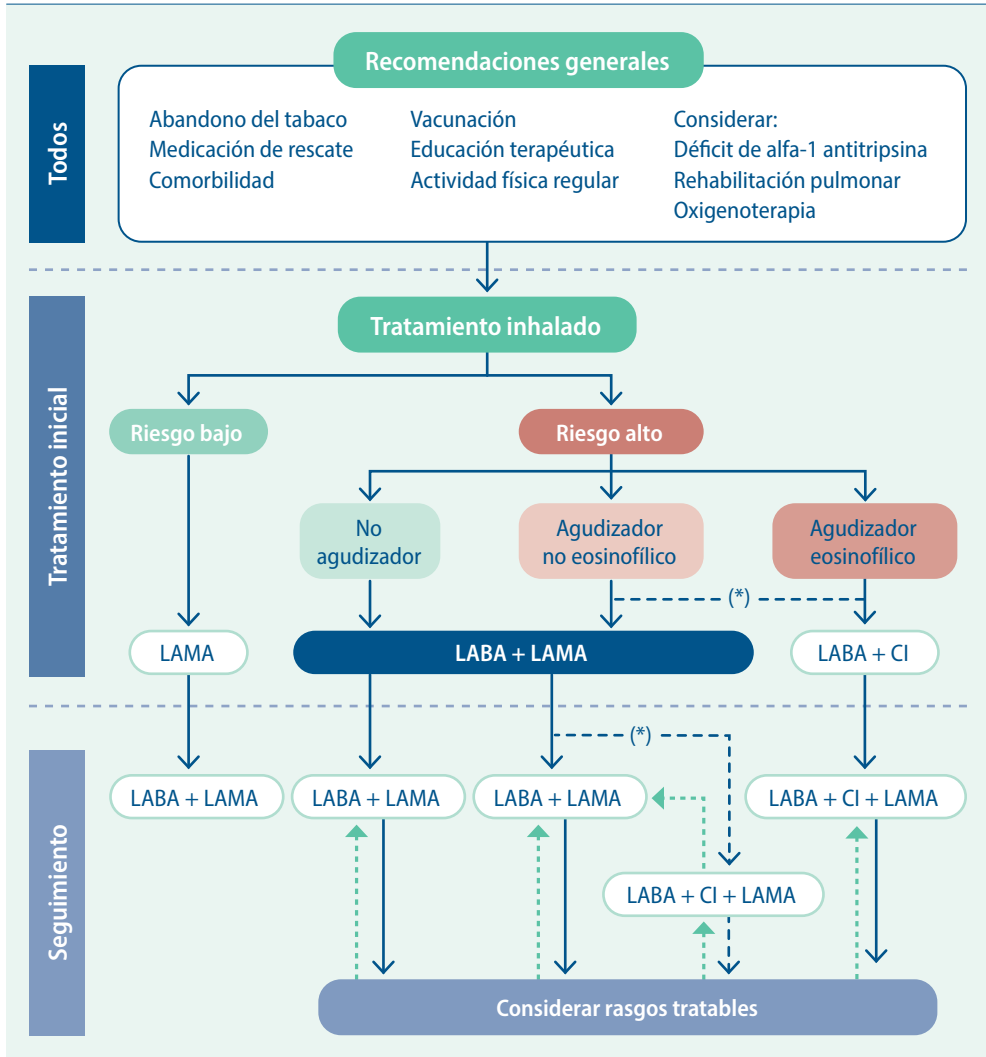 Recomendaciones generales
Todos
Abandono del tabaco
Medicación de rescate
Comorbilidad
Vacunación
Educación terapéutica
Actividad física regular
Considerar:
Déficit de alfa-1 antitripsina
Rehabilitación pulmonar
Oxigenoterapia
Tratamiento inicial
Tratamiento inhalado
Riesgo bajo
Riesgo alto
No
agudizador
Agudizador
no eosinofílico
Agudizador
eosinofílico
(*)
LAMA
LABA + LAMA
LABA + CI
Seguimiento
(*)
LABA + LAMA
LABA + LAMA
LABA + LAMA
LABA + CI + LAMA
LABA + CI + LAMA
Considerar rasgos tratables